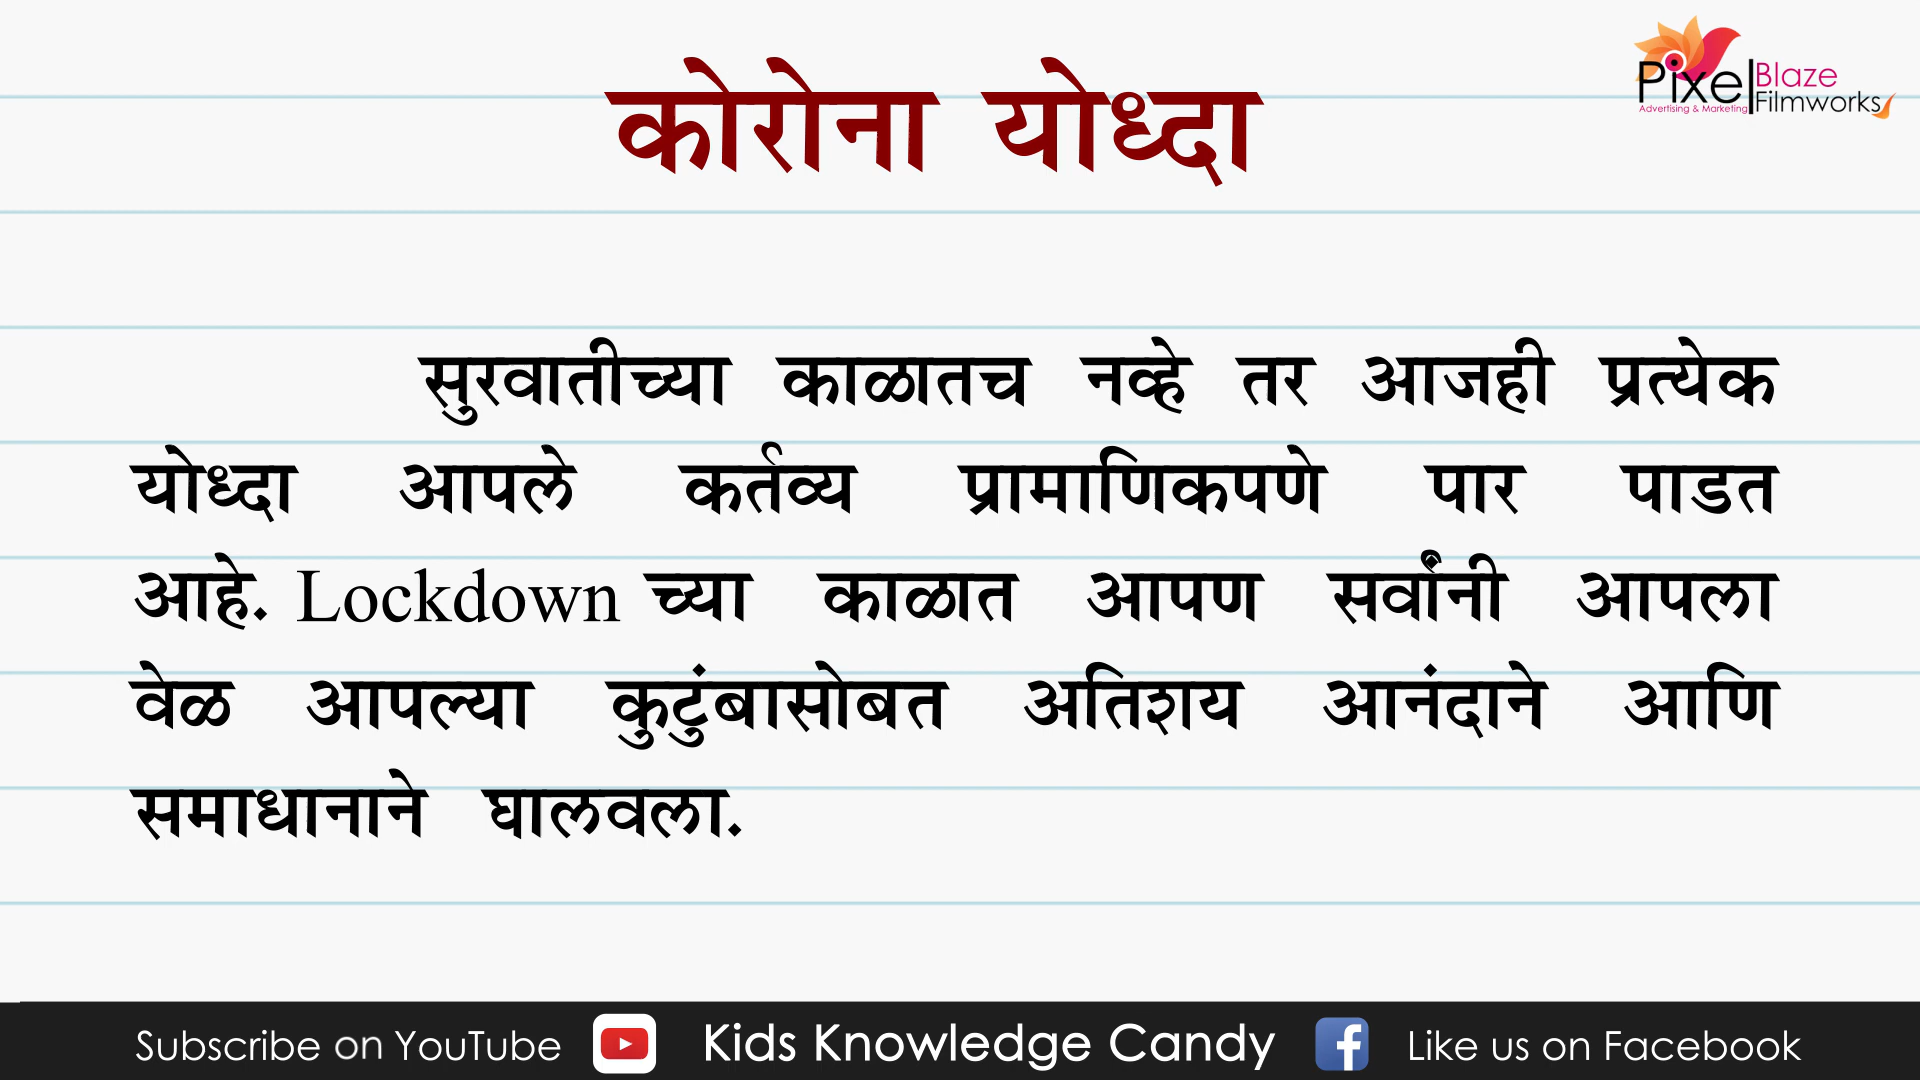 Pixel Blaze Filmworks
Advertising & Marketing
कोरोना योध्दा
सुरवातीच्या काळातच नव्हे तर आजही प्रत्येक
योध्दा आपले कर्तव्य प्रामाणिकपणे पार पाडत
आहे. Lockdown च्या काळात आपण सर्वांनी आपला
वेळ आपल्या कुटुंबासोबत अतिशय आनंदाने आणि
समाधानाने घालवला.
Subscribe on YouTube Kids Knowledge Candy Like us on Facebook